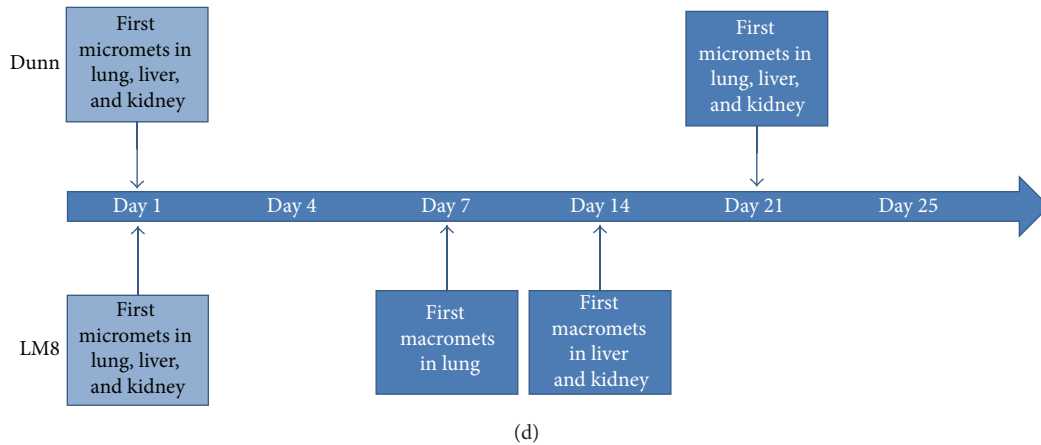 First
micromets in
lung, liver,
and kidney
First
micromets in
lung, liver,
and kidney
Dunn
Day 1 Day 4 Day 7 Day 14 Day 21 Day 25
LM8
First
micromets in
lung, liver,
and kidney
First
macromets
in lung
First
macromets
in liver
and kidney
(d)